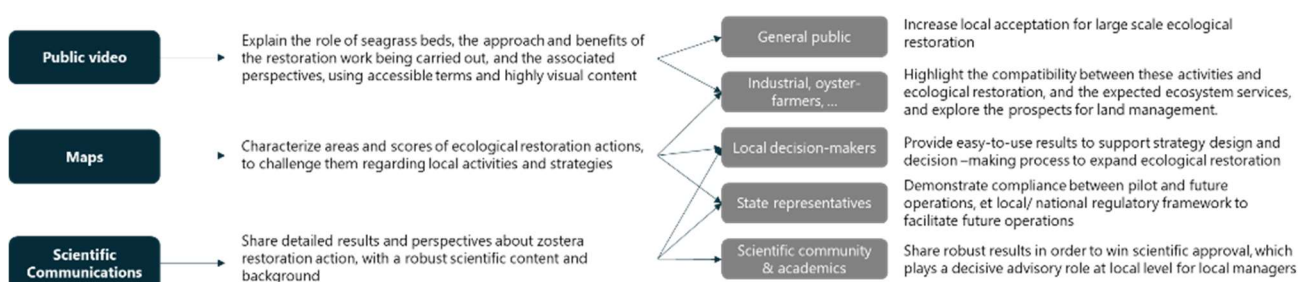 Public video
Explain the role of seagrass beds, the approach and benefits of
the restoration work being carried out, and the associated
perspectives, using accessible terms and highly visual content
Maps
Characterize areas and scores of ecological restoration actions,
to challenge them regarding local activities and strategies
Scientific
Communications
Share detailed results and perspectives about zostera
restoration action, with a robust scientific content and
background
General public
Increase local acceptation for large scale ecological
restoration
Industrial, oyster-
farmers, ...
Highlight the compatibility between these activities and
ecological restoration, and the expected ecosystem services,
and explore the prospects for land management.
Local decision-makers
Provide easy-to-use results to support strategy design and
decision –making process to expand ecological restoration
State representatives
Demonstrate compliance between pilot and future
operations, et local/ national regulatory framework to
facilitate future operations
Scientific community
& academics
Share robust results in order to win scientific approval, which
plays a decisive advisory role at local level for local managers